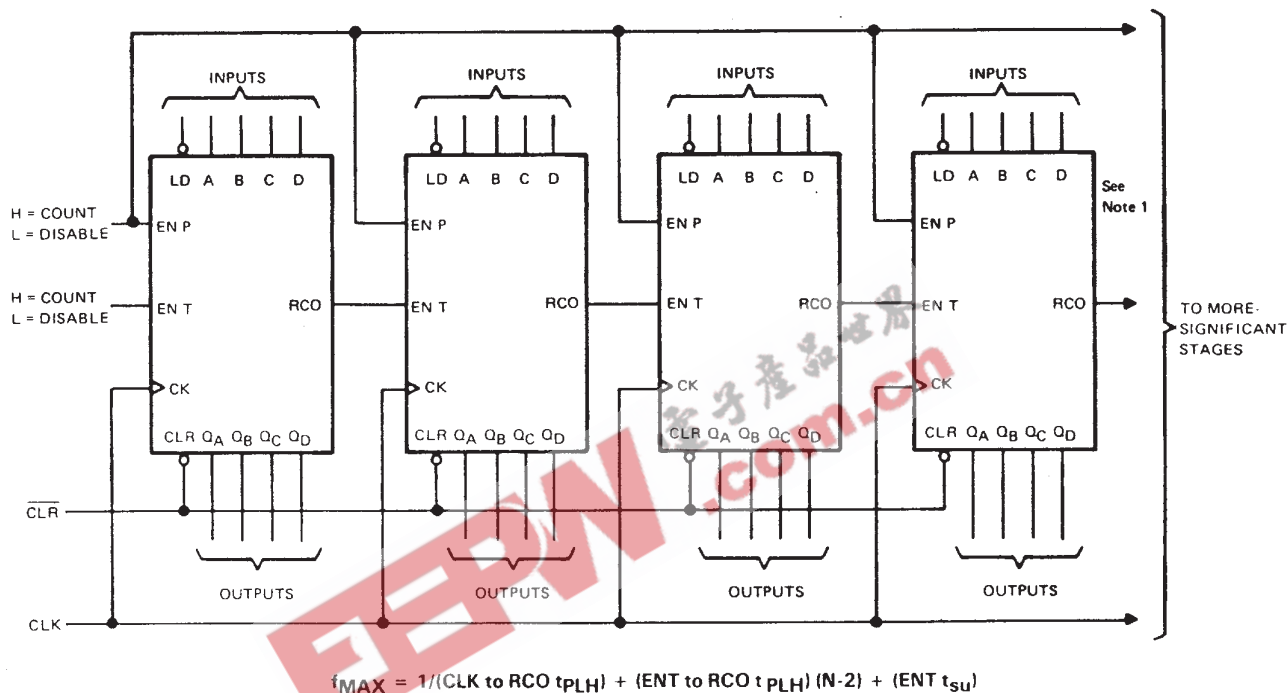 INPUTS INPUTS INPUTS INPUTS
LD A B C D LD A B C D LD A B C D LD A B C D
See
Note 1
H = COUNT
L = DISABLE
EN P EN P EN P EN P
H = COUNT
L = DISABLE
EN T RCO EN T RCO EN T RCO EN T RCO
TO MORE-
SIGNIFICANT
STAGES
CK CK CK CK
CLR QA QB QC QD CLR QA QB QC QD CLR QA QB QC QD CLR QA QB QC QD
CLR
OUTPUTS OUTPUTS OUTPUTS OUTPUTS
CLK
fMAX = 1/(CLK to RCO tPLH) + (ENT to RCO tPLH) (N-2) + (ENT tsu)
EEPW .com.cn
電子產品世界